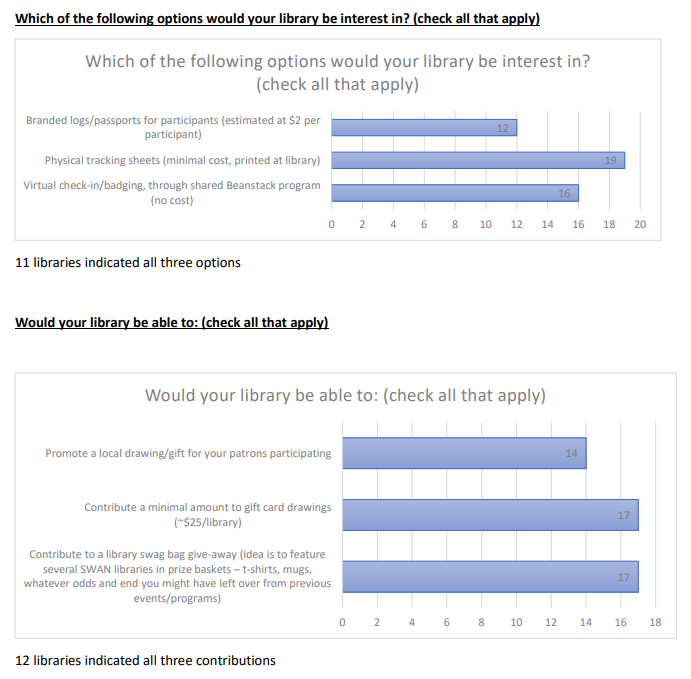 Which of the following options would your library be interest in? (check all that apply)
Which of the following options would your library be interest in?
(check all that apply)
Branded logs/passports for participants (estimated at $2 per
participant)
12
Physical tracking sheets (minimal cost, printed at library)
19
Virtual check-in/badging, through shared Beanstack program
(no cost)
16
0 2 4 6 8 10 12 14 16 18 20
11 libraries indicated all three options
Would your library be able to: (check all that apply)
Would your library be able to: (check all that apply)
Promote a local drawing/gift for your patrons participating
14
Contribute a minimal amount to gift card drawings
(~$25/library)
17
Contribute to a library swag bag give-away (idea is to feature
several SWAN libraries in prize baskets – t-shirts, mugs,
whatever odds and end you might have left over from previous
events/programs)
17
0 2 4 6 8 10 12 14 16 18
12 libraries indicated all three contributions